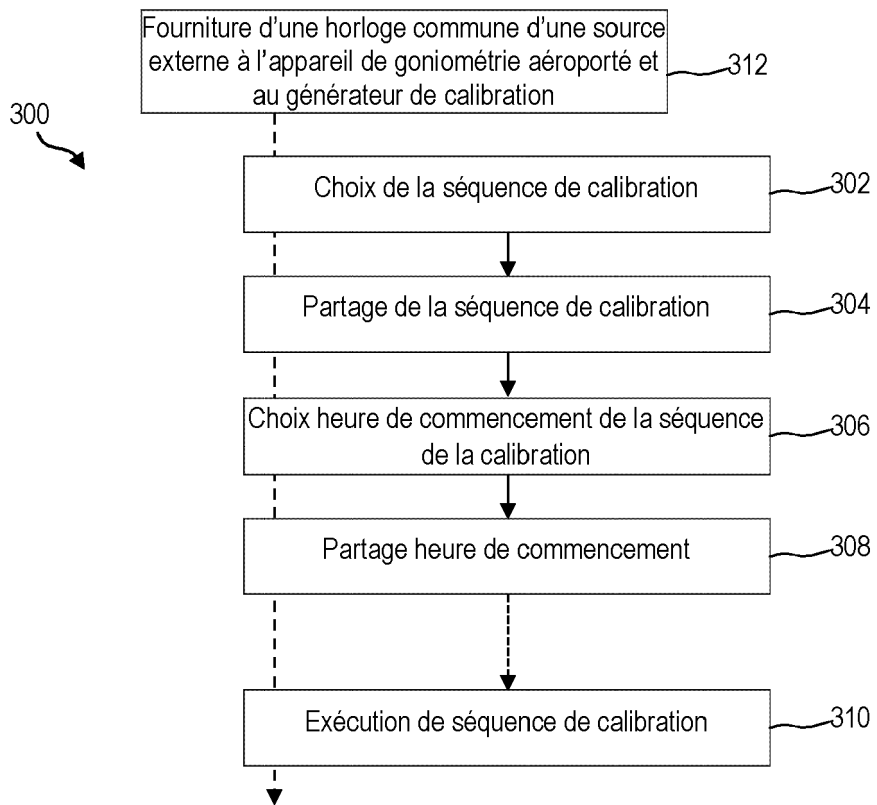 Fourniture d'une horloge commune d'une source
externe à l'appareil de goniométrie aéroporté et
au générateur de calibration
312
300
Choix de la séquence de calibration
302
Partage de la séquence de calibration
304
Choix heure de commencement de la séquence
de la calibration
306
Partage heure de commencement
308
Exécution de séquence de calibration
310